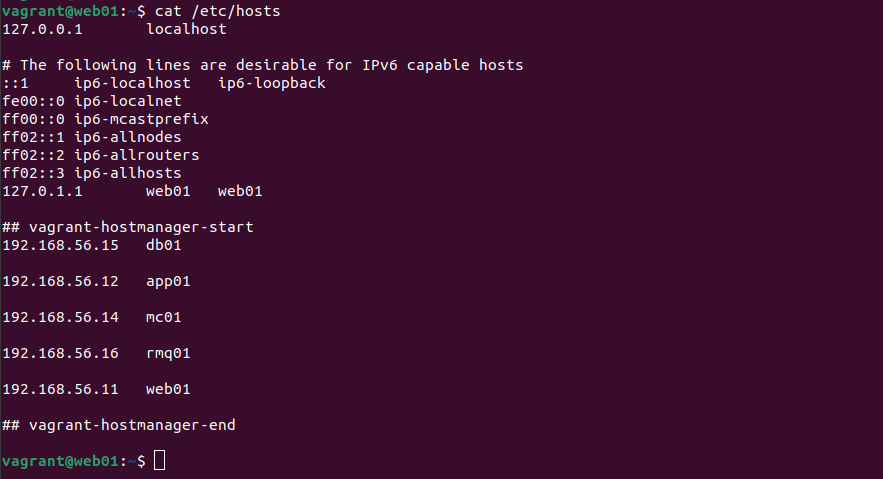 vagrant@web01:~$ cat /etc/hosts
127.0.0.1       localhost
# The following lines are desirable for IPv6 capable hosts
::1     ip6-localhost   ip6-loopback
fe00::0 ip6-localnet
ff00::0 ip6-mcastprefix
ff02::1 ip6-allnodes
ff02::2 ip6-allrouters
ff02::3 ip6-allhosts
127.0.1.1       web01   web01
## vagrant-hostmanager-start
192.168.56.15   db01
192.168.56.12   app01
192.168.56.14   mc01
192.168.56.16   rmq01
192.168.56.11   web01
## vagrant-hostmanager-end
vagrant@web01:~$